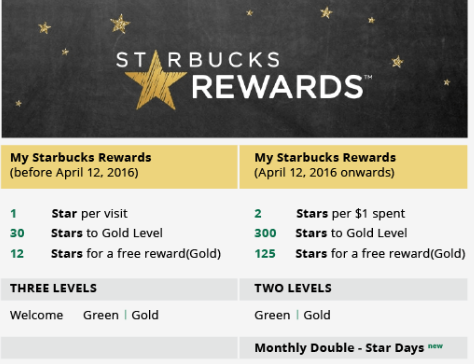 STARBUCKS
REWARDS™
My Starbucks Rewards
(before April 12, 2016)
1 Star per visit
30 Stars to Gold Level
12 Stars for a free reward(Gold)
THREE LEVELS
Welcome Green | Gold
My Starbucks Rewards
(April 12, 2016 onwards)
2 Stars per $1 spent
300 Stars to Gold Level
125 Stars for a free reward(Gold)
TWO LEVELS
Green | Gold
Monthly Double - Star Days new